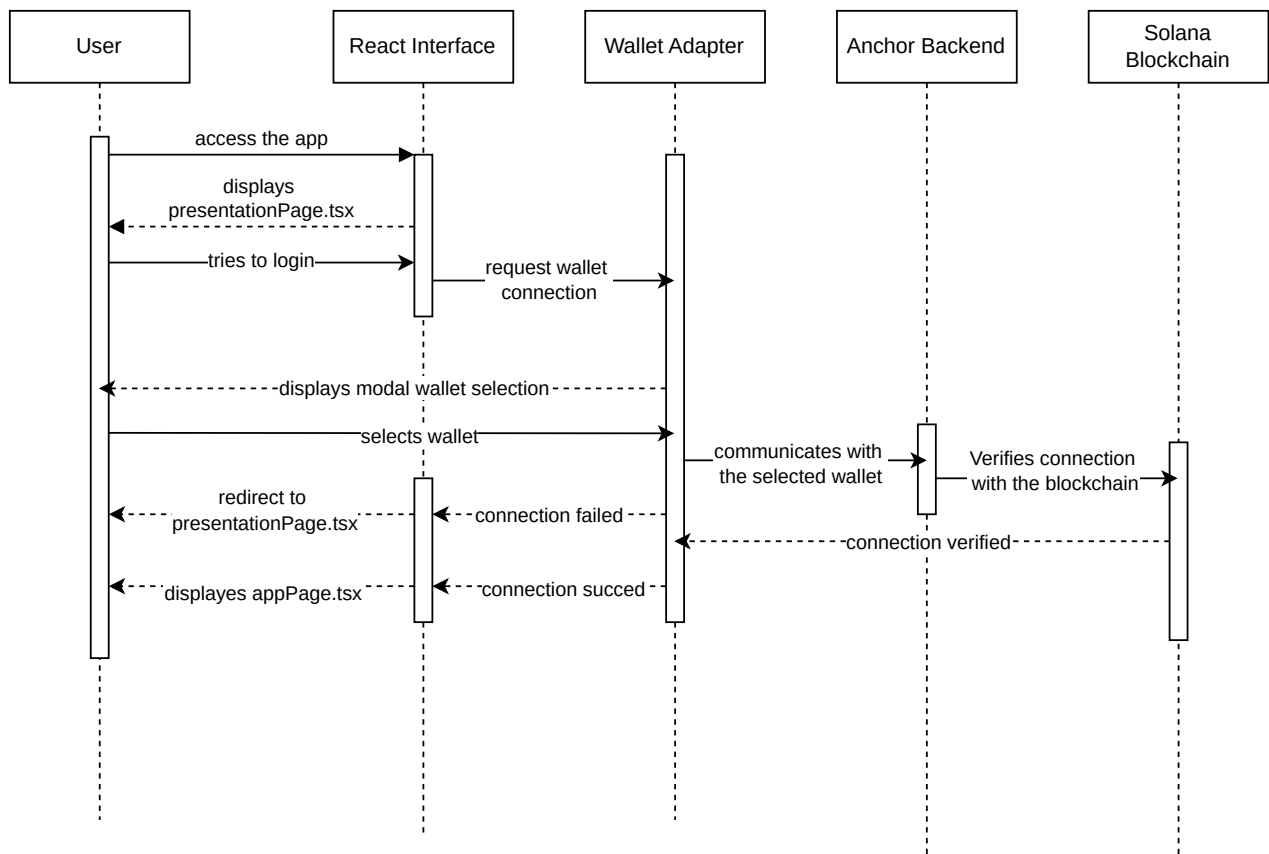 User
React Interface
Wallet Adapter
Anchor Backend
Solana
Blockchain
access the app
displays
presentationPage.tsx
tries to login
request wallet
connection
displays modal wallet selection
selects wallet
communicates with
the selected wallet
Verifies connection
with the blockchain
redirect to
presentationPage.tsx
connection failed
connection verified
displayes appPage.tsx
connection succed